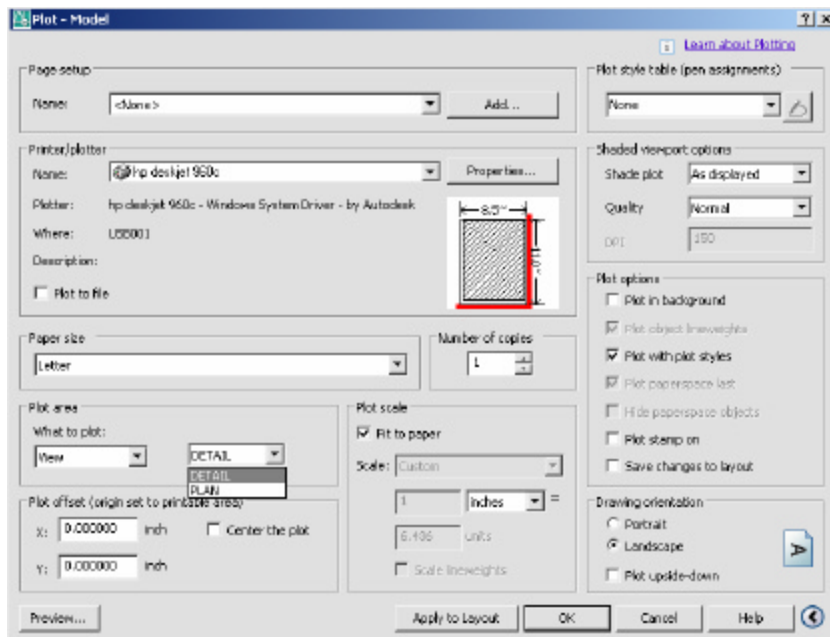 Plot - Model
Learn about Plotting
Page setup
Name: <None> Add...
Plot style table (pen assignments)
None
Printer/plotter
Name: hp deskjet 960c Properties...
Plotter: hp deskjet 960c - Windows System Driver - by Autodesk
Where: USB001
Description:
Plot to file
8.5"
11.0"
Shaded viewport options
Shade plot As displayed
Quality Normal
DPI 150
Paper size
Letter
Number of copies
1
Plot options
Plot in background
Plot object lineweights
Plot with plot styles
Plot paperspace last
Hide paperspace objects
Plot stamp on
Save changes to layout
Plot area
What to plot:
View DETAIL
DETAIL
PLAN
Plot scale
Fit to paper
Scale: Custom
1 inches =
6.406 units
Scale lineweights
Plot offset (origin set to printable area)
X: 0.000000 inch Center the plot
Y: 0.000000 inch
Drawing orientation
Portrait
Landscape
Plot upside-down
A
Preview... Apply to Layout OK Cancel Help